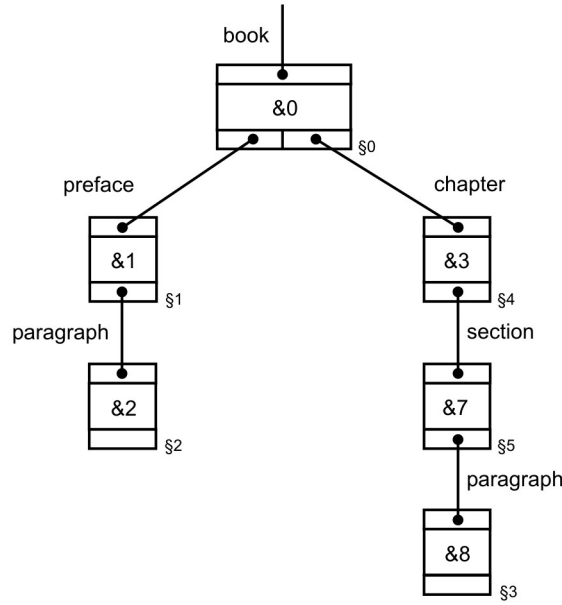 book
&0
§0
preface
chapter
&1
&3
§1
§4
paragraph
section
&2
&7
§2
§5
paragraph
&8
§3